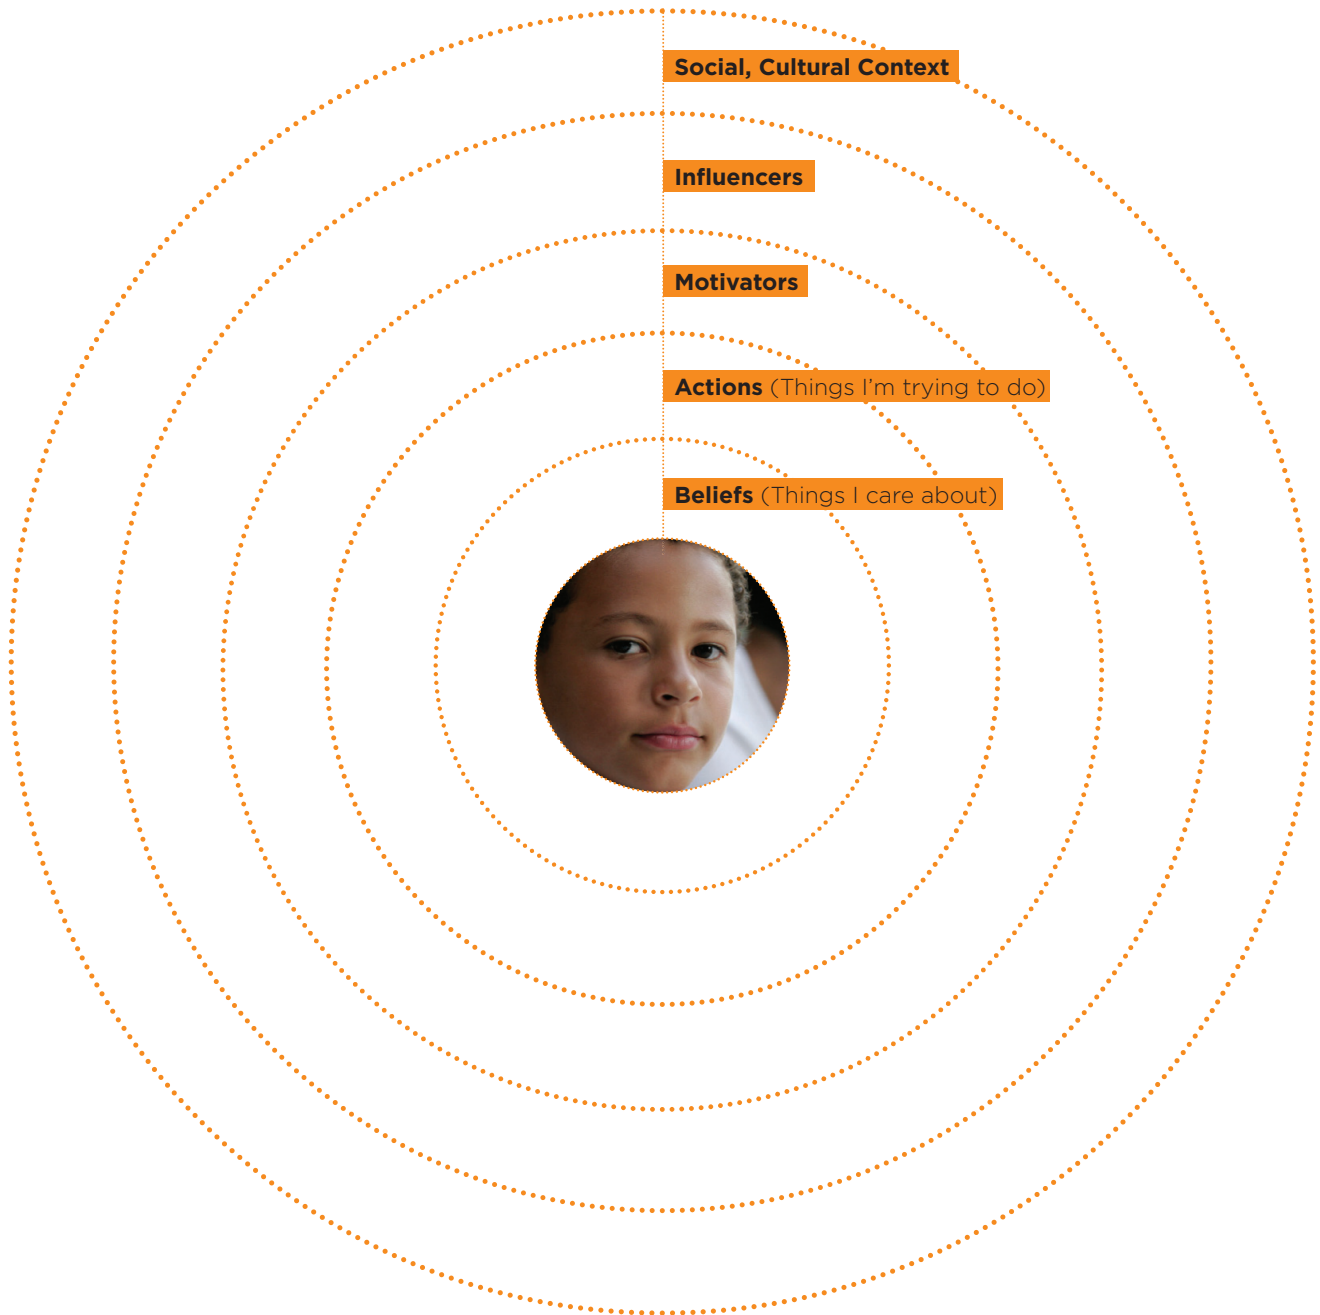 Social, Cultural Context
Influencers
Motivators
Actions (Things I’m trying to do)
Beliefs (Things I care about)